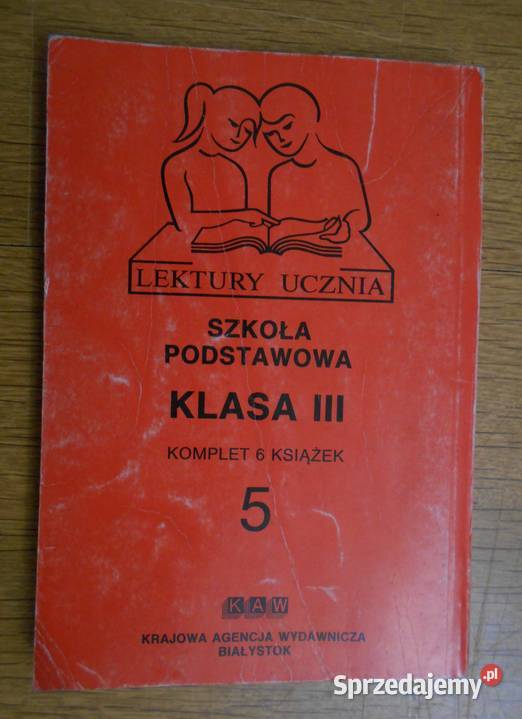 LEKTURY UCZNIA
SZKOŁA
PODSTAWOWA
KLASA III
KOMPLET 6 KSIĄŻEK
5
KAW
KRAJOWA AGENCJA WYDAWNICZA
BIAŁYSTOK
Sprzedajemy.pl